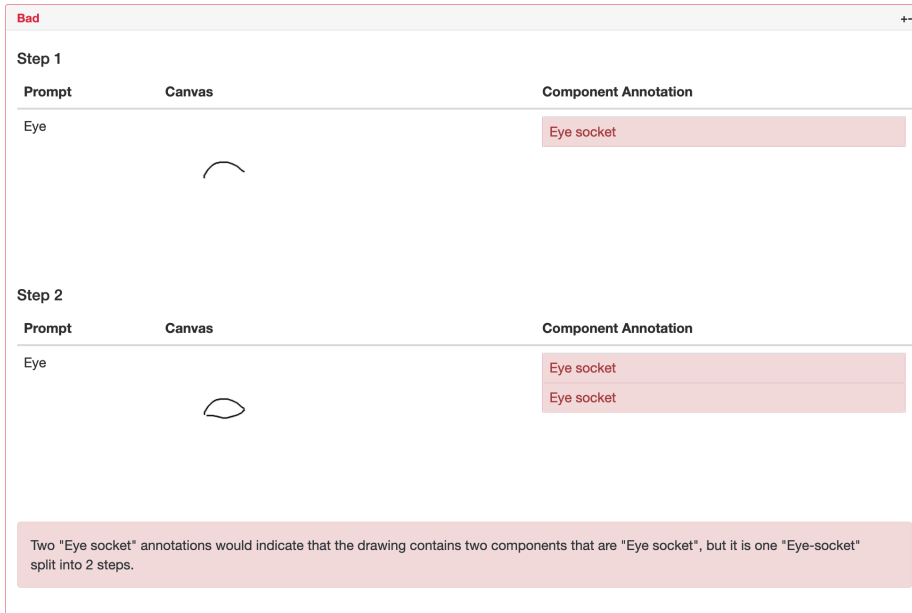 Bad
+-
Step 1
Prompt Canvas Component Annotation
Eye Eye socket
Step 2
Prompt Canvas Component Annotation
Eye Eye socket
Eye socket
Two "Eye socket" annotations would indicate that the drawing contains two components that are "Eye socket", but it is one "Eye-socket"
split into 2 steps.